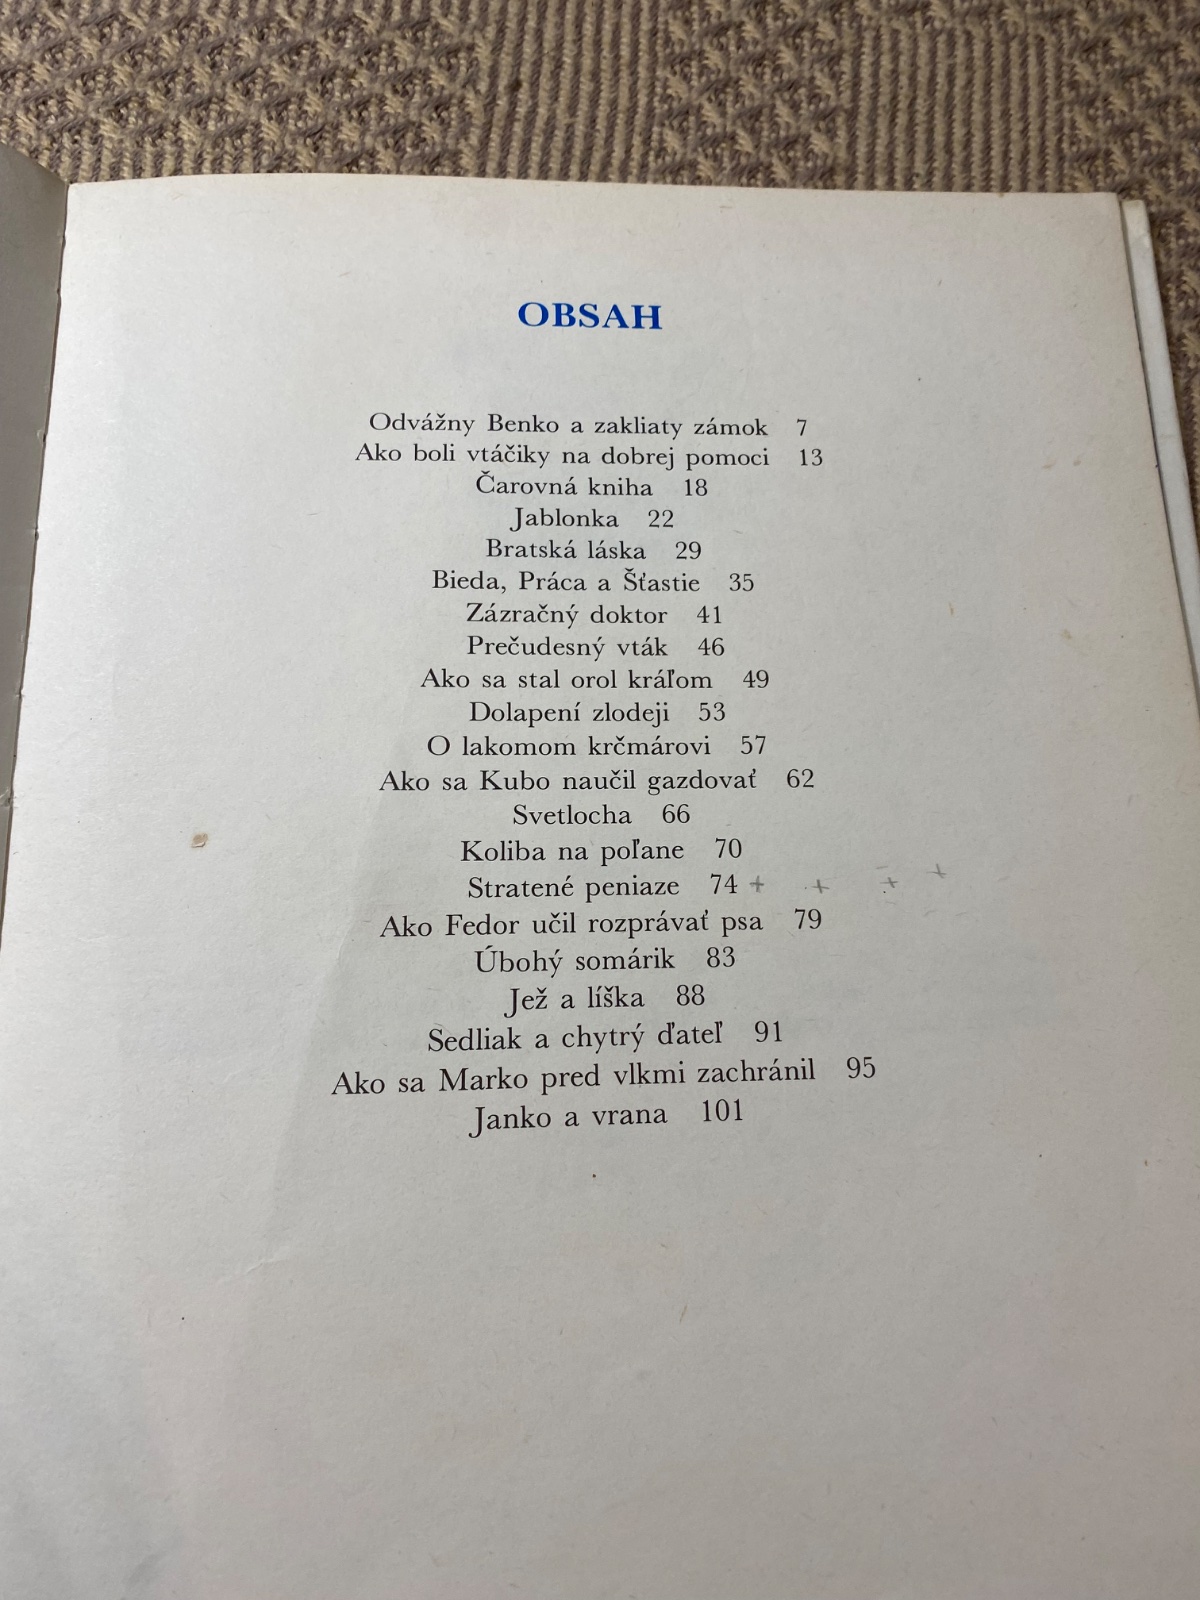 OBSAH
Odvážny Benko a zakliaty zámok 7
Ako boli vtáčiky na dobrej pomoci 13
Čarovná kniha 18
Jablonka 22
Bratská láska 29
Bieda, Práca a Šťastie 35
Zázračný doktor 41
Prečudesný vták 46
Ako sa stal orol kráľom 49
Dolapení zlodeji 53
O lakomom krčmárovi 57
Ako sa Kubo naučil gazdovať 62
Svetlocha 66
Koliba na poľane 70
Stratené peniaze 74 + + + +
Ako Fedor učil rozprávať psa 79
Úbohý somárik 83
Jež a líška 88
Sedliak a chytrý ďateľ 91
Ako sa Marko pred vlkmi zachránil 95
Janko a vrana 101